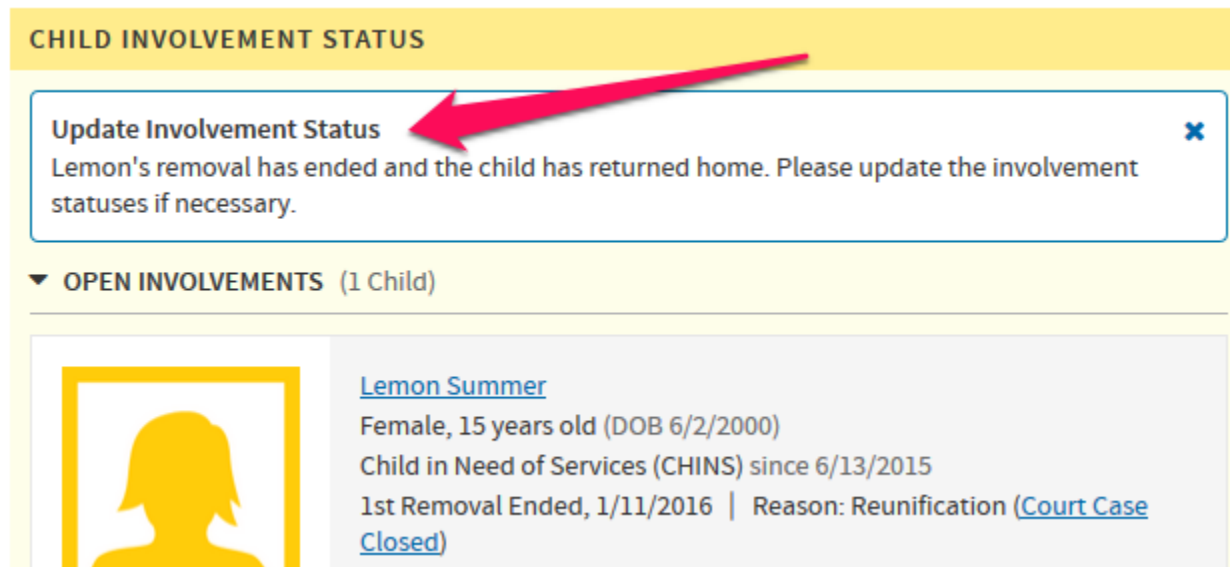 CHILD INVOLVEMENT STATUS
Update Involvement Status
Lemon's removal has ended and the child has returned home. Please update the involvement
statuses if necessary.
OPEN INVOLVEMENTS (1 Child)
Lemon Summer
Female, 15 years old (DOB 6/2/2000)
Child in Need of Services (CHINS) since 6/13/2015
1st Removal Ended, 1/11/2016 | Reason: Reunification (Court Case
Closed)